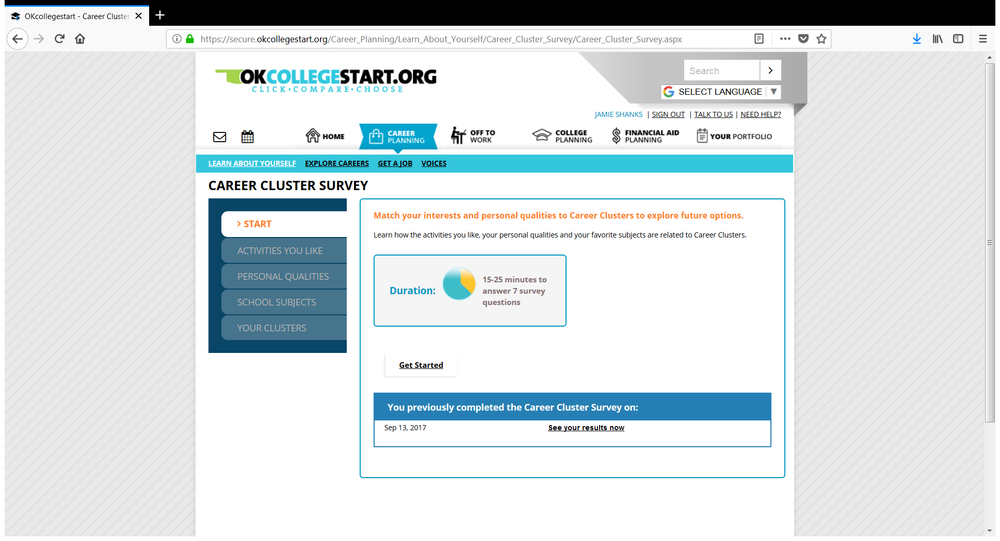 OKcollegestart - Career Cluster
https://secure.okcollegestart.org/Career_Planning/Learn_About_Yourself/Career_Cluster_Survey/Career_Cluster_Survey.aspx
OKCOLLEGESTART.ORG
CLICK•COMPARE•CHOOSE
Search
SELECT LANGUAGE
JAMIE SHANKS | SIGN OUT | TALK TO US | NEED HELP?
HOME
CAREER
PLANNING
OFF TO
WORK
COLLEGE
PLANNING
FINANCIAL AID
PLANNING
YOUR PORTFOLIO
LEARN ABOUT YOURSELF EXPLORE CAREERS GET A JOB VOICES
CAREER CLUSTER SURVEY
> START
ACTIVITIES YOU LIKE
PERSONAL QUALITIES
SCHOOL SUBJECTS
YOUR CLUSTERS
Match your interests and personal qualities to Career Clusters to explore future options.
Learn how the activities you like, your personal qualities and your favorite subjects are related to Career Clusters.
Duration:
15-25 minutes to
answer 7 survey
questions
Get Started
You previously completed the Career Cluster Survey on:
Sep 13, 2017 See your results now